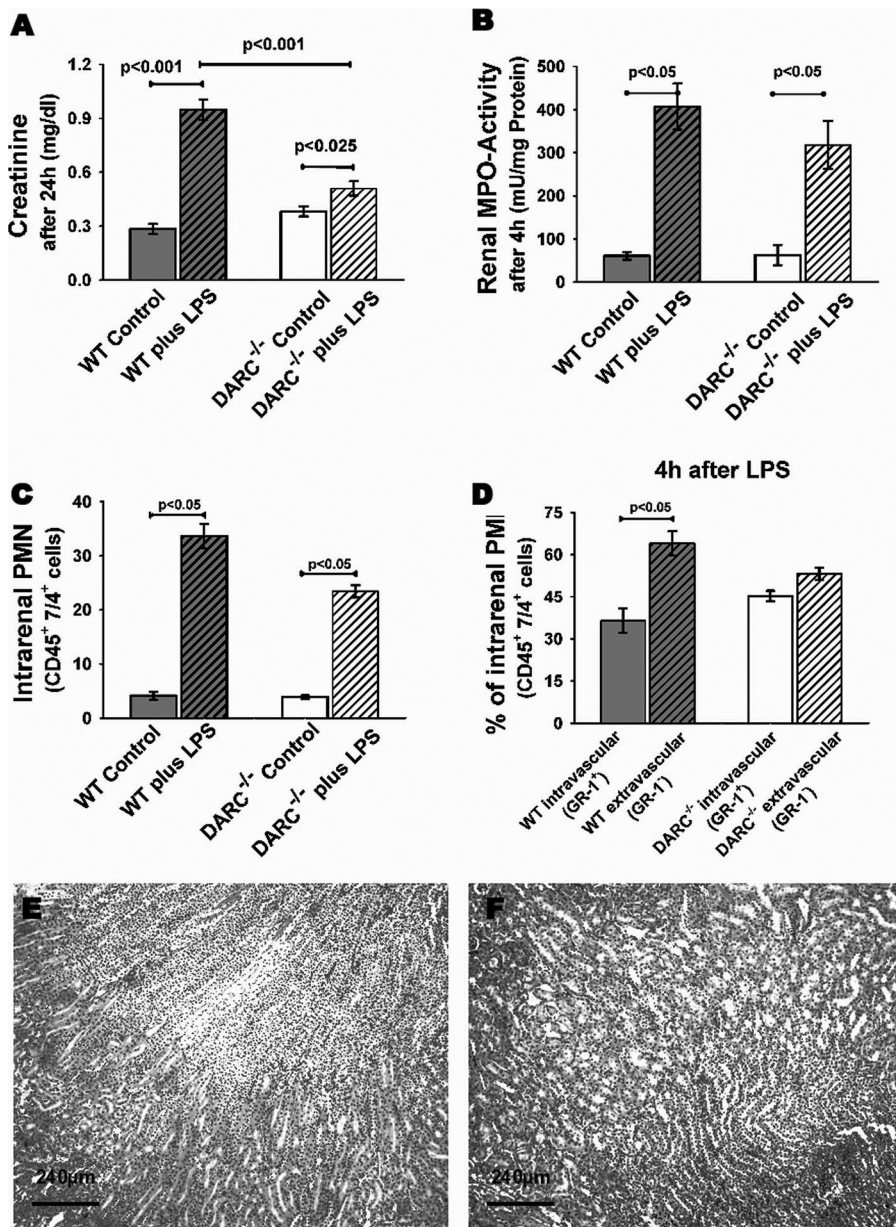 A
Creatinine
after 24h (mg/dl)
1.2
0.9
0.6
0.3
0.0
p<0.001
p<0.001
p<0.025
WT Control
WT plus LPS
DARC-/- Control
DARC-/- plus LPS
B
Renal MPO-Activity
after 4h (mU/mg Protein)
500
400
300
200
100
0
p<0.05
p<0.05
WT Control
WT plus LPS
DARC-/- Control
DARC-/- plus LPS
C
Intrarenal PMN
(CD45+ 7/4+ cells)
40
30
20
10
0
p<0.05
p<0.05
WT Control
WT plus LPS
DARC-/- Control
DARC-/- plus LPS
D
4h after LPS
% of intrarenal
(CD45+ 7/4+ cells)
75
60
45
30
15
0
p<0.05
WT intravascular
(GR-1+)
WT extravascular
(GR-1-)
DARC-/- intravascular
(GR-1+)
DARC-/- extravascular
(GR-1-)
E
240µm
F
240µm